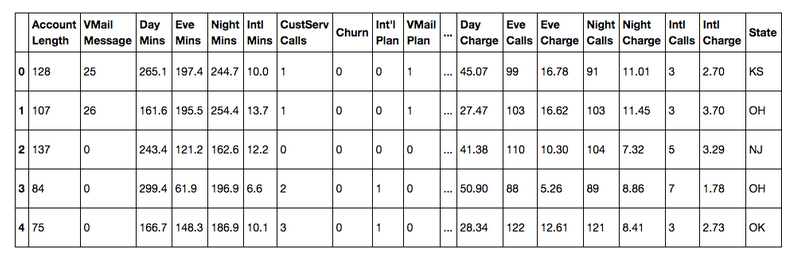 Account Length VMail Message Day Mins Eve Mins Night Mins Intl Mins CustServ Calls Churn Int'l Plan VMail Plan ... Day Charge Eve Calls Eve Charge Night Calls Night Charge Intl Calls Intl Charge State
0 128 25 265.1 197.4 244.7 10.0 1 0 0 1 ... 45.07 99 16.78 91 11.01 3 2.70 KS
1 107 26 161.6 195.5 254.4 13.7 1 0 0 1 ... 27.47 103 16.62 103 11.45 3 3.70 OH
2 137 0 243.4 121.2 162.6 12.2 0 0 0 0 ... 41.38 110 10.30 104 7.32 5 3.29 NJ
3 84 0 299.4 61.9 196.9 6.6 2 0 1 0 ... 50.90 88 5.26 89 8.86 7 1.78 OH
4 75 0 166.7 148.3 186.9 10.1 3 0 1 0 ... 28.34 122 12.61 121 8.41 3 2.73 OK